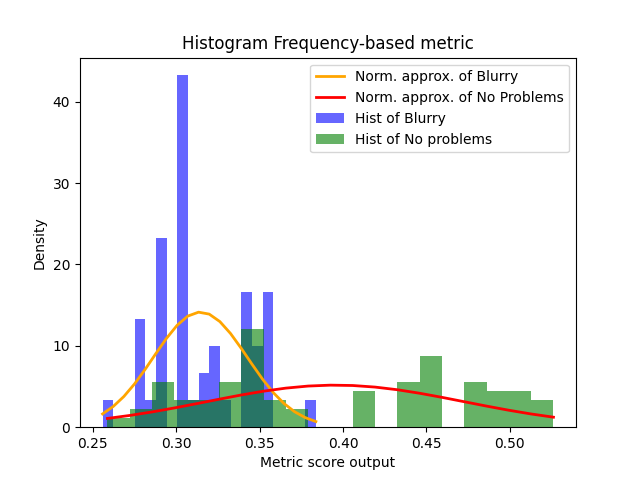 Histogram Frequency-based metric
Norm. approx. of Blurry
Norm. approx. of No Problems
Hist of Blurry
Hist of No problems
Density
40
30
20
10
0
0.25 0.30 0.35 0.40 0.45 0.50
Metric score output